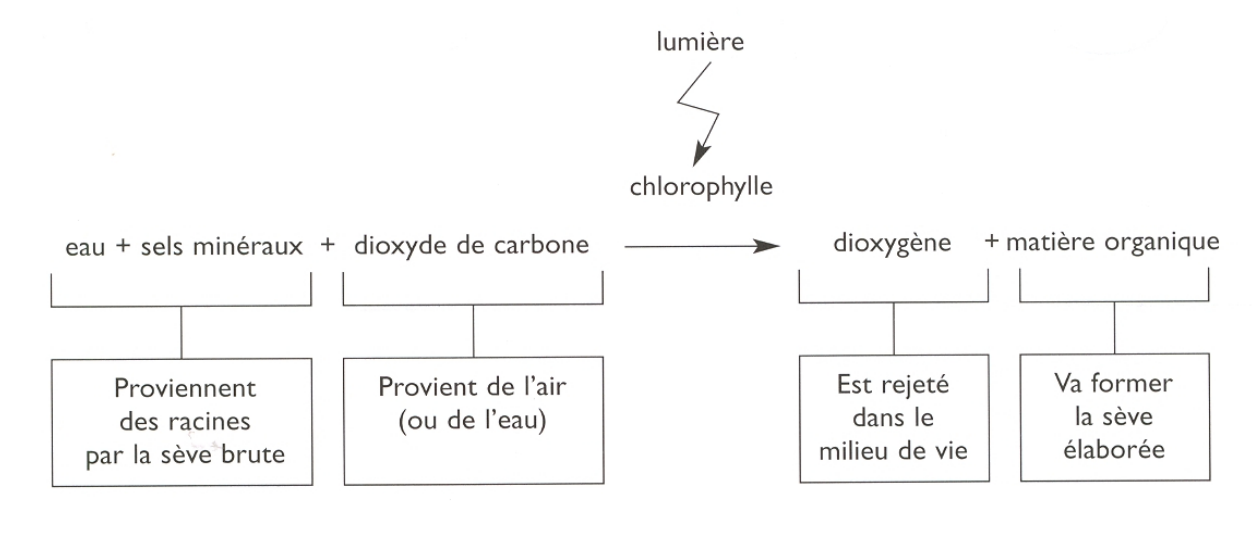 lumière
chlorophylle
eau + sels minéraux + dioxyde de carbone dioxygène + matière organique
Proviennent
des racines
par la sève brute
Provient de l'air
(ou de l'eau)
Est rejeté
dans le
milieu de vie
Va former
la sève
élaborée